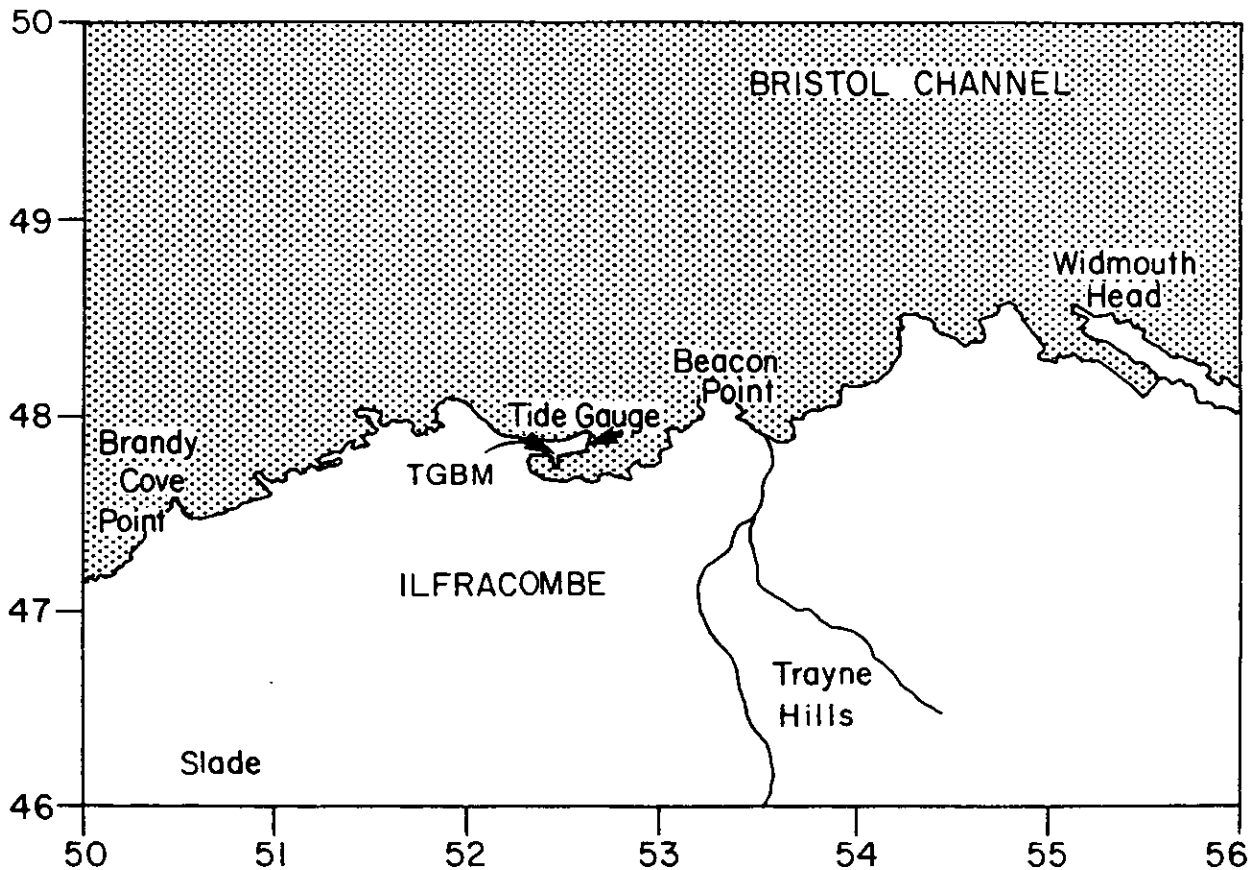 50
BRISTOL CHANNEL
49
Widmouth
Head
Beacon
Point
48
Tide Gauge
Brandy
Cove
Point
TGBM
ILFRACOMBE
47
Trayne
Hills
Slade
46
50 51 52 53 54 55 56